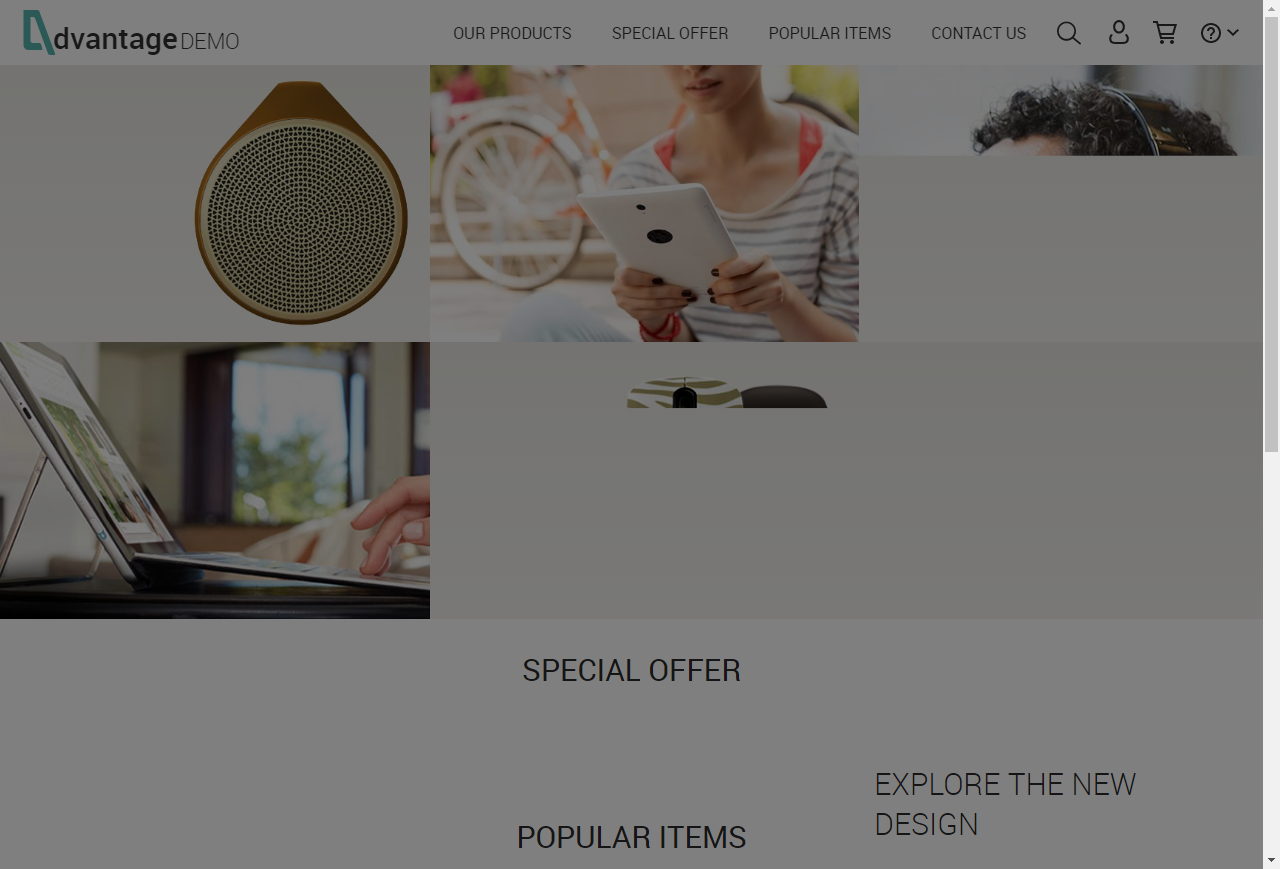 dvantage DEMO
OUR PRODUCTS SPECIAL OFFER POPULAR ITEMS CONTACT US
SPECIAL OFFER
EXPLORE THE NEW
DESIGN
POPULAR ITEMS